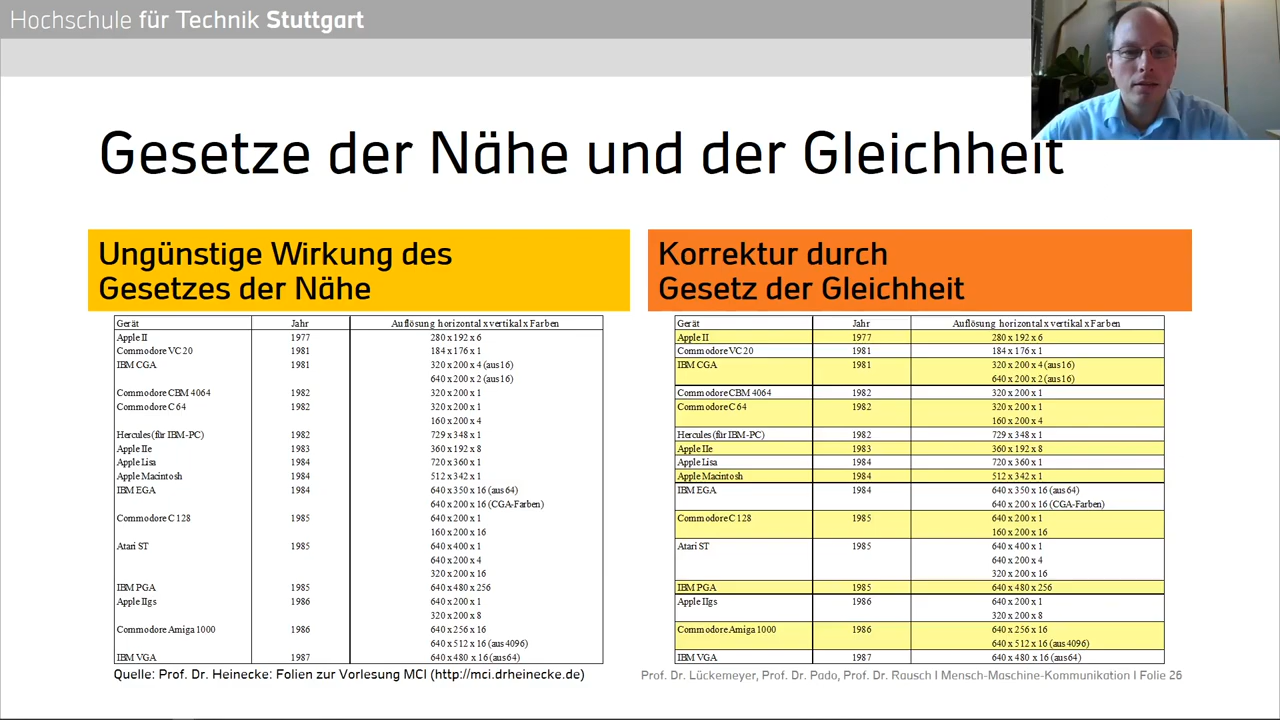 Hochschule für Technik Stuttgart
Gesetze der Nähe und der Gleichheit
Ungünstige Wirkung des
Gesetzes der Nähe
Gerät Jahr Auflösung horizontal x vertikal x Farben
Apple II 1977 280 x 192 x 6
Commodore VC 20 1981 184 x 176 x 1
IBM CGA 1981 320 x 200 x 4 (aus 16)
640 x 200 x 2 (aus 16)
Commodore CBM 4064 1982 320 x 200 x 1
Commodore C 64 1982 320 x 200 x 1
160 x 200 x 4
Hercules (für IBM-PC) 1982 729 x 348 x 1
Apple IIe 1983 360 x 192 x 8
Apple Lisa 1984 720 x 360 x 1
Apple Macintosh 1984 512 x 342 x 1
IBM EGA 1984 640 x 350 x 16 (aus 64)
640 x 200 x 16 (CGA-Farben)
Commodore C 128 1985 640 x 200 x 1
160 x 200 x 16
Atari ST 1985 640 x 400 x 1
640 x 200 x 4
320 x 200 x 16
IBM PGA 1985 640 x 480 x 256
Apple IIgs 1986 640 x 200 x 1
320 x 200 x 8
Commodore Amiga 1000 1986 640 x 256 x 16
640 x 512 x 16 (aus 4096)
IBM VGA 1987 640 x 480 x 16 (aus 64)
Quelle: Prof. Dr. Heinecke: Folien zur Vorlesung MCI (http://mci.drheinecke.de)
Korrektur durch
Gesetz der Gleichheit
Gerät Jahr Auflösung horizontal x vertikal x Farben
Apple II 1977 280 x 192 x 6
Commodore VC 20 1981 184 x 176 x 1
IBM CGA 1981 320 x 200 x 4 (aus 16)
640 x 200 x 2 (aus 16)
Commodore CBM 4064 1982 320 x 200 x 1
Commodore C 64 1982 320 x 200 x 1
160 x 200 x 4
Hercules (für IBM-PC) 1982 729 x 348 x 1
Apple IIe 1983 360 x 192 x 8
Apple Lisa 1984 720 x 360 x 1
Apple Macintosh 1984 512 x 342 x 1
IBM EGA 1984 640 x 350 x 16 (aus 64)
640 x 200 x 16 (CGA-Farben)
Commodore C 128 1985 640 x 200 x 1
160 x 200 x 16
Atari ST 1985 640 x 400 x 1
640 x 200 x 4
320 x 200 x 16
IBM PGA 1985 640 x 480 x 256
Apple IIgs 1986 640 x 200 x 1
320 x 200 x 8
Commodore Amiga 1000 1986 640 x 256 x 16
640 x 512 x 16 (aus 4096)
IBM VGA 1987 640 x 480 x 16 (aus 64)
Prof. Dr. Lückemeyer, Prof. Dr. Pado, Prof. Dr. Rausch I Mensch-Maschine-Kommunikation I Folie 26